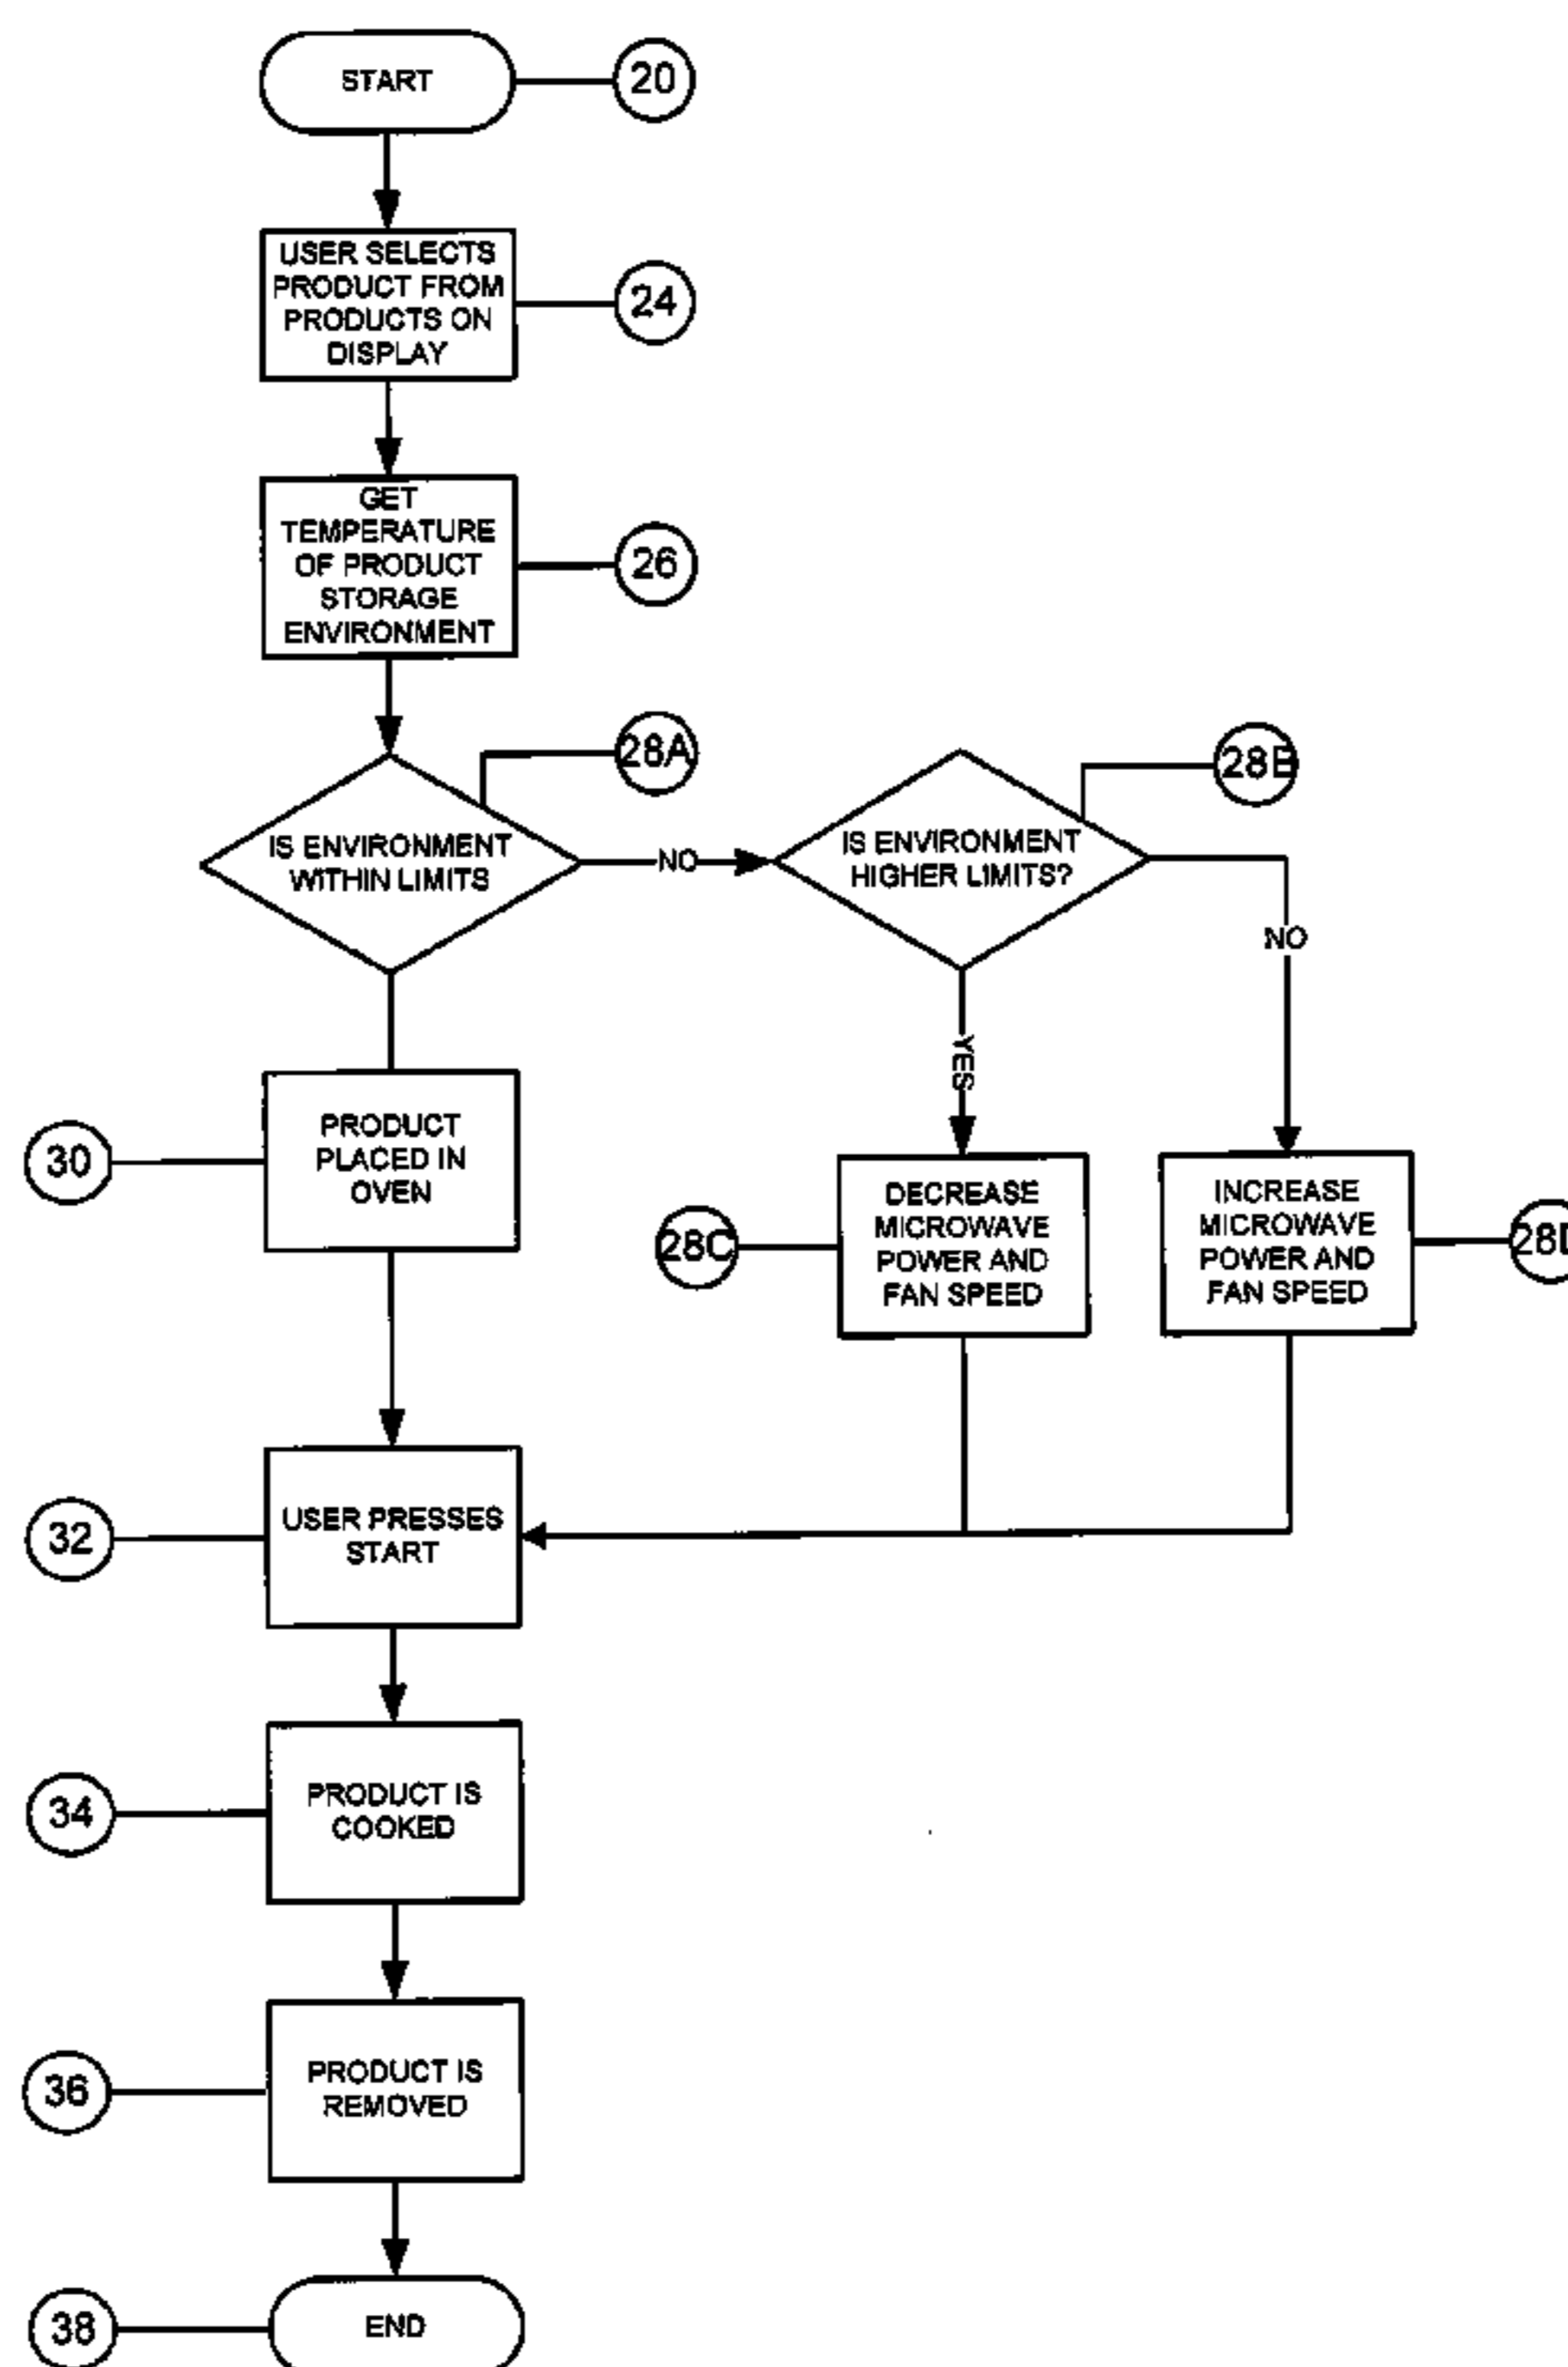 START
20
USER SELECTS
PRODUCT FROM
PRODUCTS ON
DISPLAY
24
GET
TEMPERATURE
OF PRODUCT
STORAGE
ENVIRONMENT
26
28A
28B
IS ENVIRONMENT
WITHIN LIMITS
NO
IS ENVIRONMENT
HIGHER LIMITS?
NO
YES
30
PRODUCT
PLACED IN
OVEN
28C
DECREASE
MICROWAVE
POWER AND
FAN SPEED
INCREASE
MICROWAVE
POWER AND
FAN SPEED
28D
32
USER PRESSES
START
34
PRODUCT IS
COOKED
36
PRODUCT IS
REMOVED
38
END